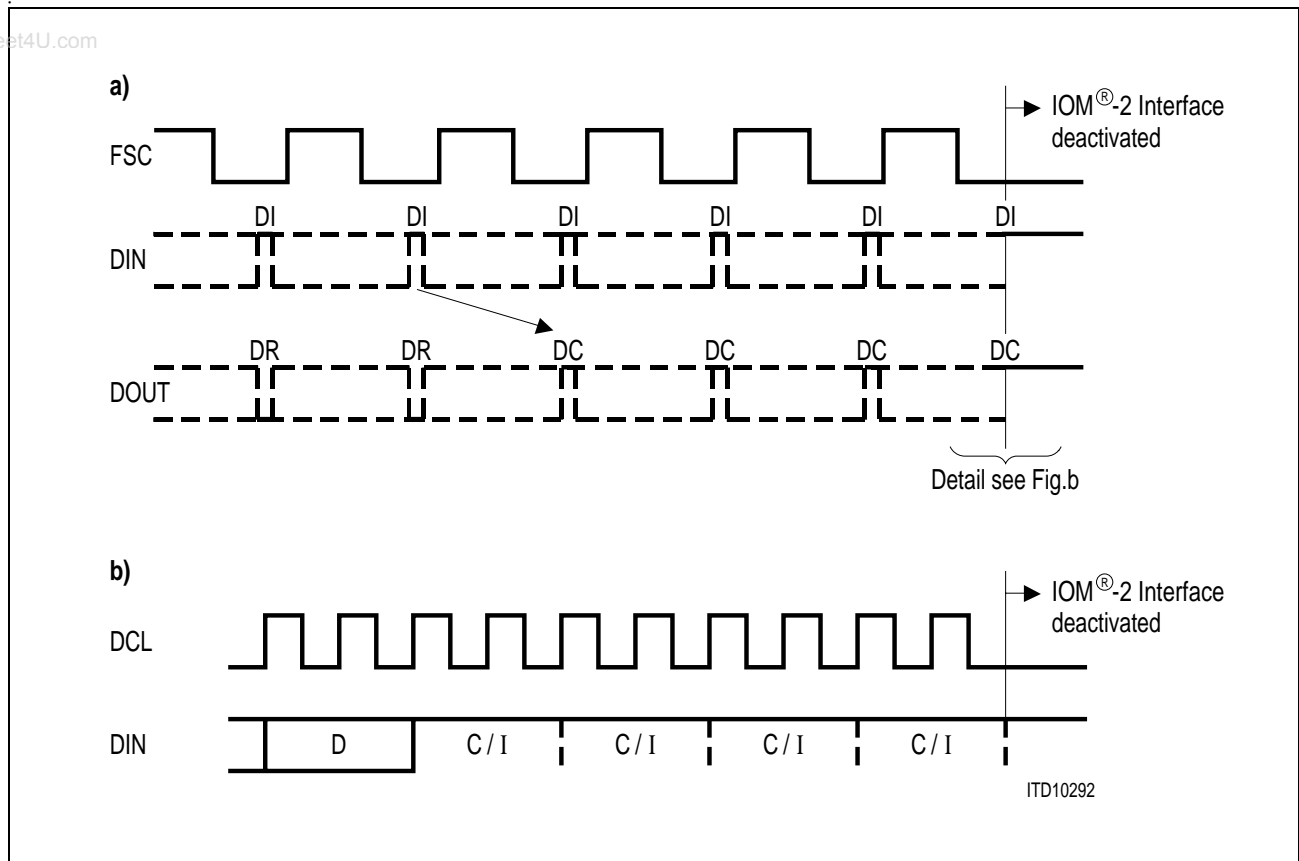 .
et4U.com
a)
IOM®-2 Interface
deactivated
FSC
DI DI DI DI DI DI
DIN
DR DR DC DC DC DC
DOUT
Detail see Fig.b
b)
IOM®-2 Interface
deactivated
DCL
DIN D C / I C / I C / I C / I
ITD10292